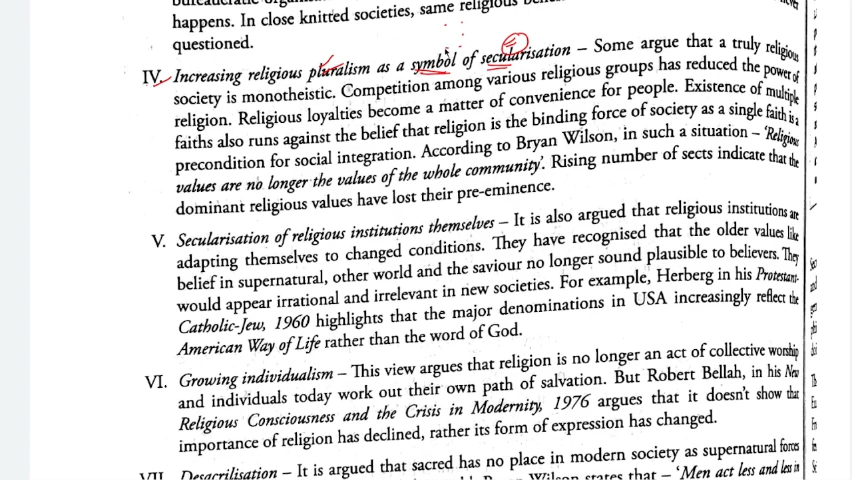 happens. In close knitted societies, same religious
questioned.
IV. Increasing religious pluralism as a symbol of secularisation – Some argue that a truly religious
society is monotheistic. Competition among various religious groups has reduced the power of
religion. Religious loyalties become a matter of convenience for people. Existence of multiple
faiths also runs against the belief that religion is the binding force of society as a single faith is a
precondition for social integration. According to Bryan Wilson, in such a situation – 'Religious
values are no longer the values of the whole community'. Rising number of sects indicate that the
dominant religious values have lost their pre-eminence.
V. Secularisation of religious institutions themselves – It is also argued that religious institutions are
adapting themselves to changed conditions. They have recognised that the older values like
belief in supernatural, other world and the saviour no longer sound plausible to believers. They
would appear irrational and irrelevant in new societies. For example, Herberg in his Protestant-
Catholic-Jew, 1960 highlights that the major denominations in USA increasingly reflect the
American Way of Life rather than the word of God.
VI. Growing individualism – This view argues that religion is no longer an act of collective worship
and individuals today work out their own path of salvation. But Robert Bellah, in his New
Religious Consciousness and the Crisis in Modernity, 1976 argues that it doesn't show that
importance of religion has declined, rather its form of expression has changed.
VII. Desacrilisation – It is argued that sacred has no place in modern society as supernatural forces
Wilson states that – 'Men act less and less in